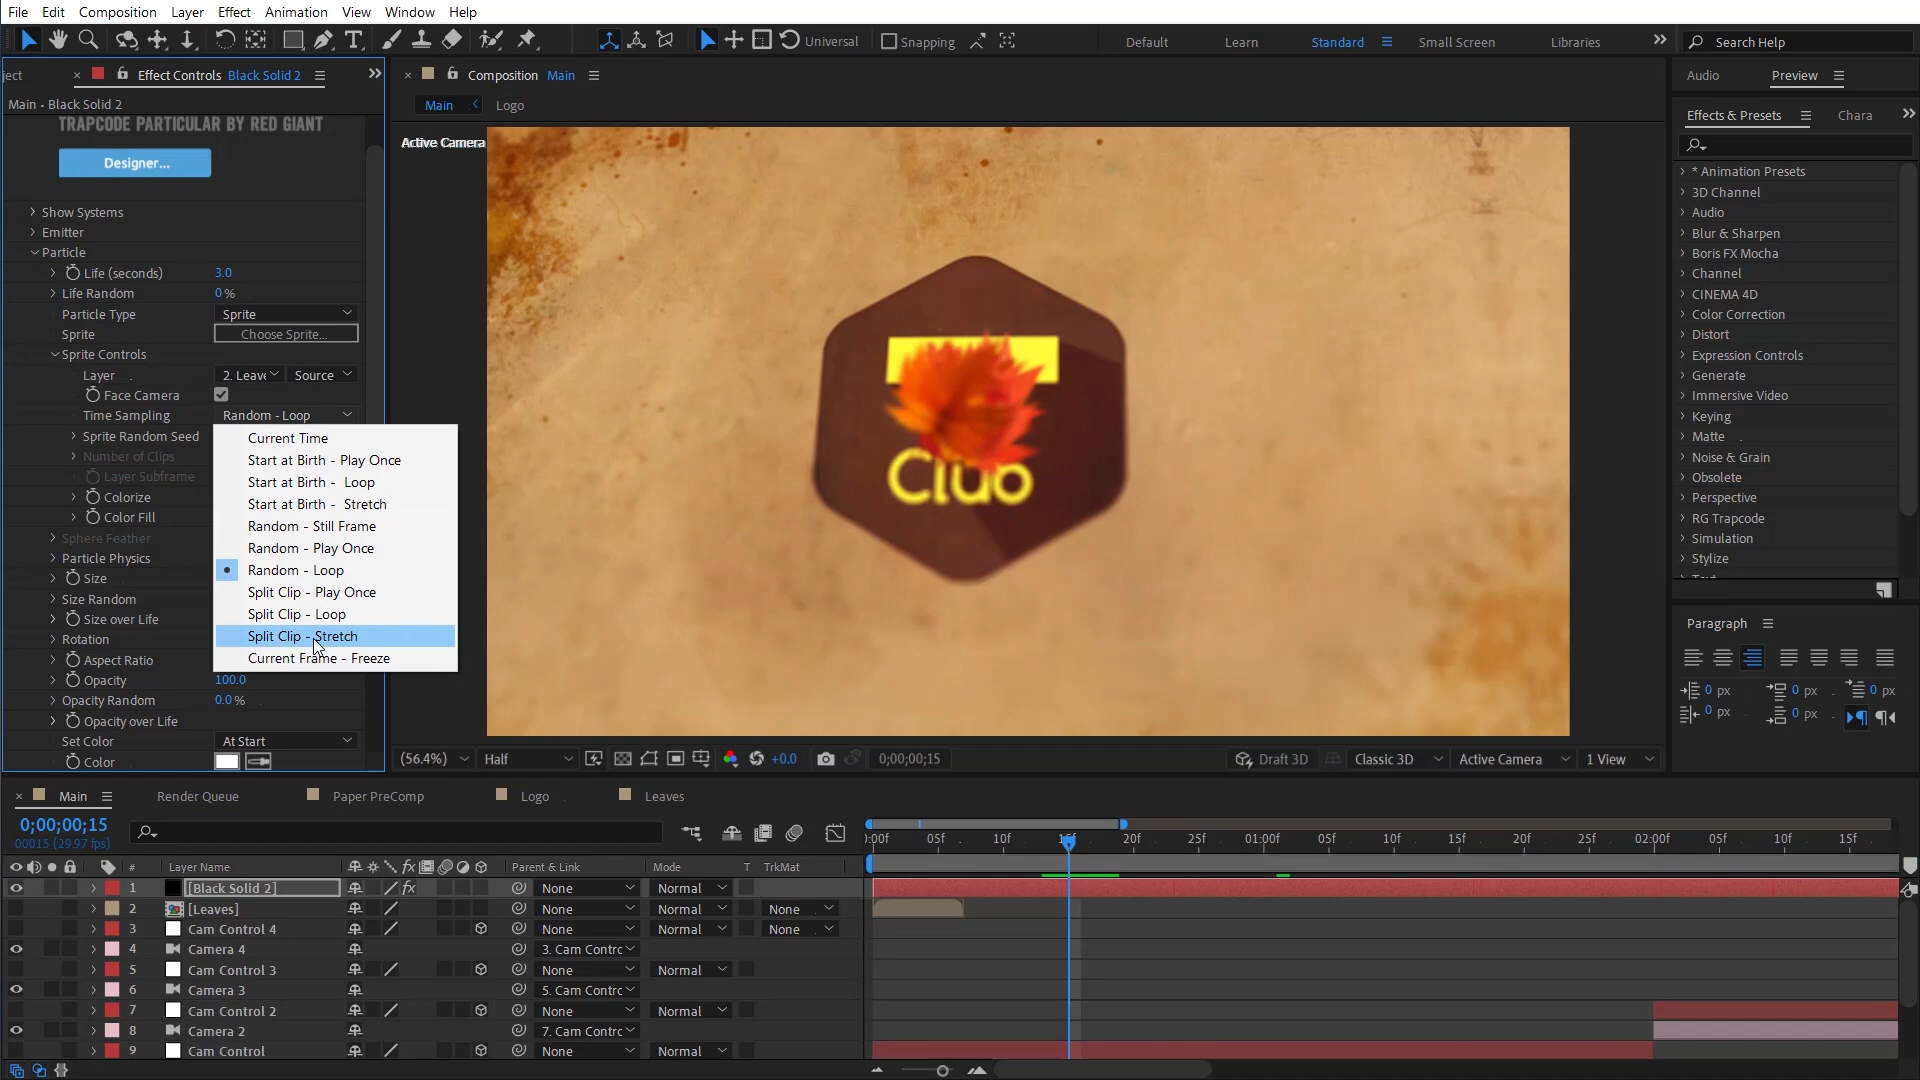 File Edit Composition Layer Effect Animation View Window Help
Universal Snapping Default Learn Standard Small Screen Libraries Search Help
ject Effect Controls Black Solid 2
Composition Main
Audio Preview
Main - Black Solid 2
Main Logo
Effects & Presets Chara
TRAPCODE PARTICULAR BY RED GIANT
Designer...
Active Camera
Show Systems
Emitter
Particle
Life (seconds) 3.0
Life Random 0 %
Particle Type Sprite
Sprite Choose Sprite...
Sprite Controls
Layer 2. Leave Source
Face Camera
Time Sampling Random - Loop
Sprite Random Seed
Number of Clips
Layer Subframe
Colorize
Color Fill
Sphere Feather
Particle Physics
Size
Size Random
Size over Life
Rotation
Aspect Ratio
Opacity 100.0
Opacity Random 0.0 %
Opacity over Life
Set Color At Start
Color
Current Time
Start at Birth - Play Once
Start at Birth - Loop
Start at Birth - Stretch
Random - Still Frame
Random - Play Once
Random - Loop
Split Clip - Play Once
Split Clip - Loop
Split Clip - Stretch
Current Frame - Freeze
Club
(56.4%) Half +0.0 0;00;00;15 Draft 3D Classic 3D Active Camera 1 View
* Animation Presets
3D Channel
Audio
Blur & Sharpen
Boris FX Mocha
Channel
CINEMA 4D
Color Correction
Distort
Expression Controls
Generate
Immersive Video
Keying
Matte
Noise & Grain
Obsolete
Perspective
RG Trapcode
Simulation
Stylize
Text
Paragraph
0 px 0 px 0 px
0 px 0 px
Main Render Queue Paper PreComp Logo Leaves
0;00;00;15
00015 (29.97 fps)
):00f 05f 10f 15f 20f 25f 01:00f 05f 10f 15f 20f 25f 02:00f 05f 10f 15f
# Layer Name fx Parent & Link Mode T TrkMat
1 [Black Solid 2] fx None Normal
2 [Leaves] None Normal None
3 Cam Control 4 None Normal None
4 Camera 4 3. Cam Contrc
5 Cam Control 3 None Normal
6 Camera 3 5. Cam Contrc
7 Cam Control 2 None Normal
8 Camera 2 7. Cam Contrc
9 Cam Control None Normal